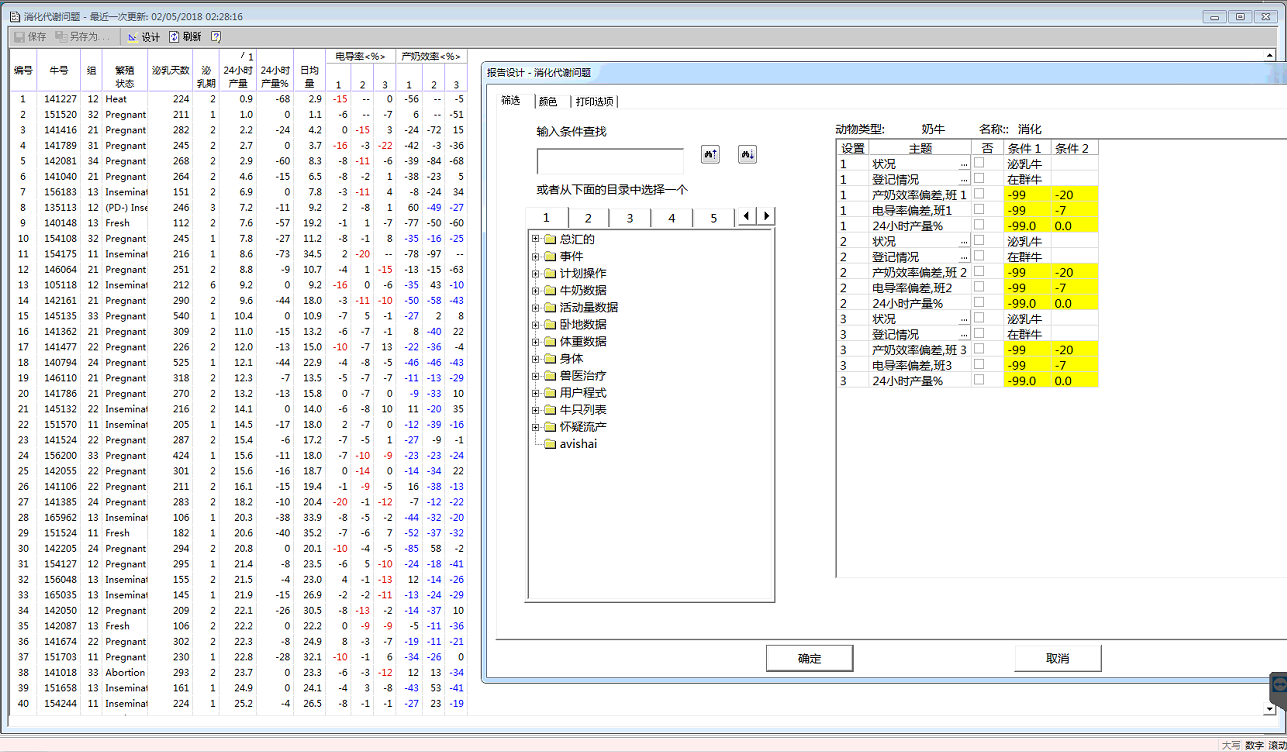 消化代谢问题 - 最近一次更新: 02/05/2018 02:28:16
保存 另存为... 设计 刷新
编号 牛号 组 繁殖状态 泌乳天数 泌乳期 / 1 24小时产量 24小时产量% 日均量 电导率<%> 1 2 3 产奶效率<%> 1 2 3
1 141227 12 Heat 224 2 0.9 -68 2.9 -15 -- 0 -56 -- -5
2 151520 32 Pregnant 211 1 1.0 0 1.1 -6 -- -7 6 -- -51
3 141416 21 Pregnant 282 2 2.2 -24 4.2 0 -15 3 -24 -72 15
4 141789 31 Pregnant 245 2 2.7 0 3.7 -16 -3 -22 -42 -3 -36
5 142081 34 Pregnant 268 2 2.9 -60 8.3 -8 -11 -6 -39 -84 -68
6 141040 21 Pregnant 264 2 4.6 -15 6.5 -8 -2 1 -38 -23 5
7 156183 13 Inseminat 151 2 6.9 0 7.8 -3 -11 4 -8 -24 34
8 135113 12 (PD-) Inse 246 3 7.2 -11 9.2 2 -8 1 60 -49 -27
9 140148 13 Fresh 112 2 7.6 -57 19.2 -1 1 -7 -77 -50 -60
10 154108 32 Pregnant 245 1 7.8 -27 11.2 -8 -1 8 -35 -16 -25
11 154175 11 Inseminat 216 1 8.6 -73 34.5 2 -20 -- -78 -97 --
12 146064 21 Pregnant 251 2 8.8 -9 10.7 -4 1 -15 -13 -15 -63
13 105118 12 Inseminat 212 6 9.2 0 9.2 -16 0 -6 -35 43 -10
14 142161 21 Pregnant 290 2 9.6 -44 18.0 -3 -11 -10 -50 -58 -43
15 145135 33 Pregnant 540 1 10.4 0 10.9 -7 5 -1 -27 2 8
16 141362 21 Pregnant 309 2 11.0 -15 13.2 -6 -7 -1 8 -40 22
17 141477 22 Pregnant 226 2 12.0 -13 15.0 -10 -7 13 -22 -36 -4
18 140794 24 Pregnant 525 1 12.1 -44 22.9 -4 -8 -5 -46 -46 -43
19 146110 21 Pregnant 318 2 12.3 -7 13.5 -5 -7 -7 -11 -13 -29
20 141786 21 Pregnant 270 2 13.2 -13 15.8 0 -7 0 -9 -33 10
21 145132 22 Inseminat 216 2 14.1 0 14.0 -6 -8 10 11 -20 35
22 151570 11 Inseminat 205 1 14.5 -17 18.0 2 -7 0 -12 -39 -16
23 141524 22 Pregnant 287 2 15.4 -6 17.2 -7 -5 1 -27 -9 -1
24 156200 33 Pregnant 424 1 15.6 -11 18.0 -7 -10 -9 -23 -23 -24
25 142055 22 Pregnant 301 2 15.6 -16 18.7 0 -14 0 -14 -34 22
26 141106 22 Pregnant 211 2 16.1 -15 19.4 -1 -9 -5 16 -38 -13
27 141385 24 Pregnant 283 2 18.2 -10 20.4 -20 -1 -12 -7 -12 -22
28 165962 13 Inseminat 106 1 20.3 -38 33.9 -8 -5 -2 -44 -32 -20
29 151524 11 Fresh 182 1 20.6 -40 35.2 -7 -6 7 -52 -37 -32
30 142205 24 Pregnant 294 2 20.8 0 20.1 -10 -4 -5 -85 58 -2
31 154127 12 Pregnant 295 1 21.4 -8 23.5 -6 5 -10 -24 -18 -41
32 156048 13 Inseminat 155 2 21.5 -4 23.0 4 -1 -13 12 -14 -26
33 165035 13 Inseminat 145 1 21.9 -15 26.9 -2 -2 -11 -13 -24 -29
34 142050 12 Pregnant 209 2 22.1 -26 30.5 -8 -13 -2 -14 -37 10
35 142087 13 Fresh 106 2 22.2 0 22.2 0 -9 -9 -5 -11 -36
36 141674 22 Pregnant 302 2 22.3 -8 24.9 8 -3 -7 -19 -11 -21
37 151703 11 Pregnant 230 1 22.8 -28 32.1 -10 -1 6 -34 -26 0
38 141018 33 Abortion 293 2 23.7 0 23.3 -6 -3 -12 12 13 -34
39 151658 13 Inseminat 161 1 24.9 0 24.1 -4 3 -8 -43 53 -41
40 154244 11 Inseminat 224 1 25.2 -4 26.5 -8 -1 -1 -27 23 -19
报告设计 - 消化代谢问题
筛选 颜色 打印选项
输入条件查找
或者从下面的目录中选择一个
1 2 3 4 5
总汇的
事件
计划操作
牛奶数据
活动量数据
卧地数据
体重数据
身体
兽医治疗
用户程式
牛只列表
怀疑流产
avishai
动物类型: 奶牛 名称:: 消化
设置 主题 否 条件 1 条件 2
1 状况 ... 泌乳牛
1 登记情况 ... 在群牛
1 产奶效率偏差,班 1 -99 -20
1 电导率偏差,班1 -99 -7
1 24小时产量% -99.0 0.0
2 状况 ... 泌乳牛
2 登记情况 ... 在群牛
2 产奶效率偏差,班 2 -99 -20
2 电导率偏差,班2 -99 -7
2 24小时产量% -99.0 0.0
3 状况 ... 泌乳牛
3 登记情况 ... 在群牛
3 产奶效率偏差,班 3 -99 -20
3 电导率偏差,班3 -99 -7
3 24小时产量% -99.0 0.0
确定 取消
大写 数字 滚动